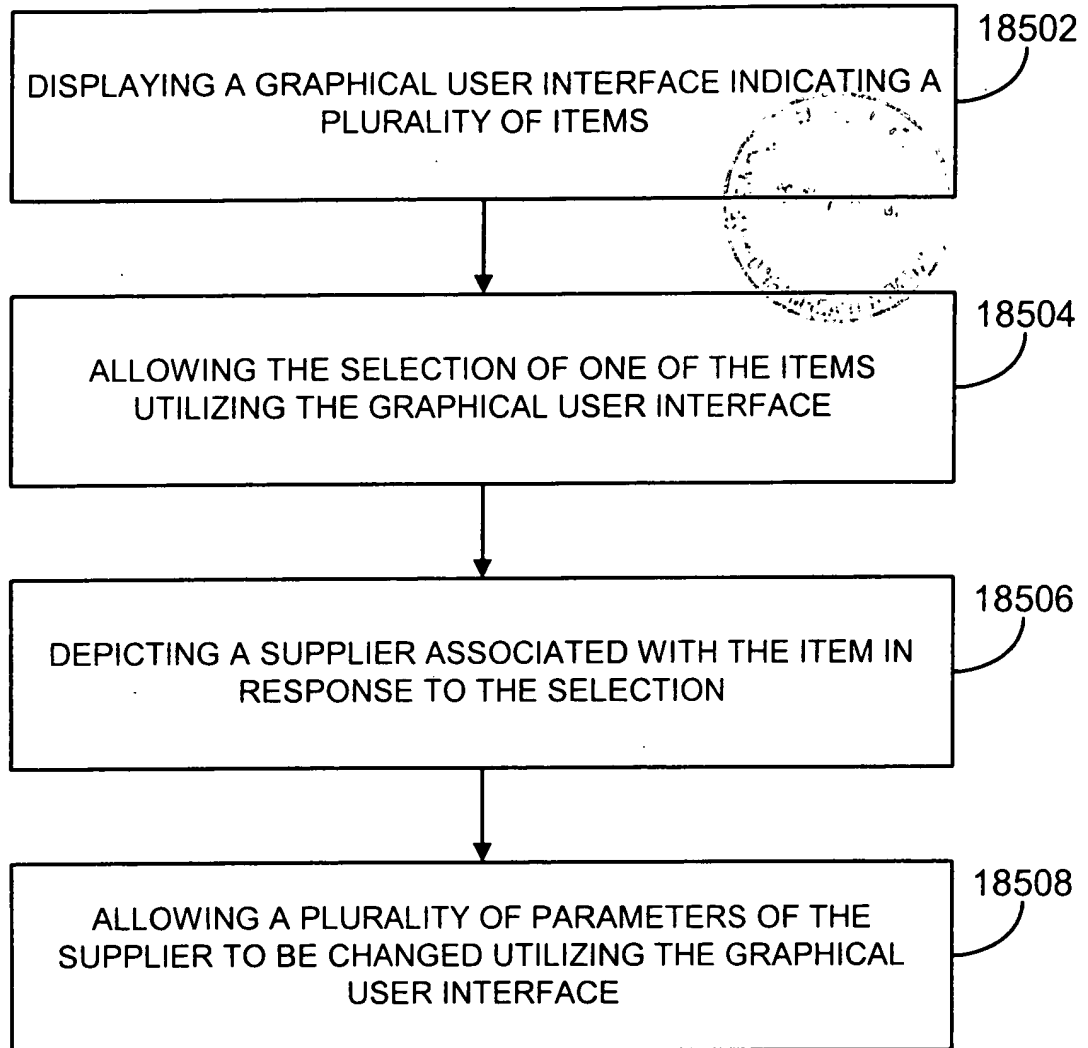 18502
DISPLAYING A GRAPHICAL USER INTERFACE INDICATING A
PLURALITY OF ITEMS
18504
ALLOWING THE SELECTION OF ONE OF THE ITEMS
UTILIZING THE GRAPHICAL USER INTERFACE
18506
DEPICTING A SUPPLIER ASSOCIATED WITH THE ITEM IN
RESPONSE TO THE SELECTION
18508
ALLOWING A PLURALITY OF PARAMETERS OF THE
SUPPLIER TO BE CHANGED UTILIZING THE GRAPHICAL
USER INTERFACE